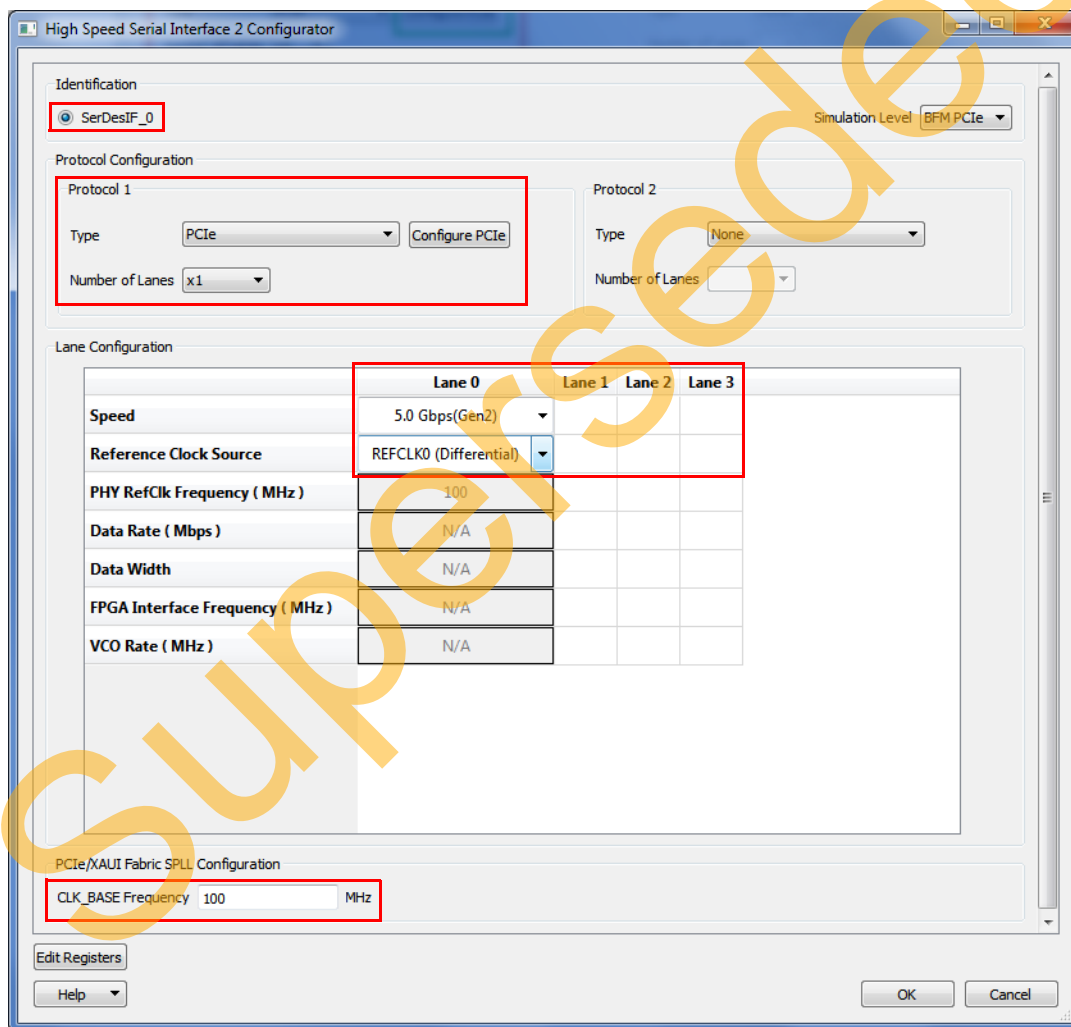 High Speed Serial Interface 2 Configurator
Identification
SerDesIF_0
Simulation Level BFM PCIe
Protocol Configuration
Protocol 1
Type PCIe Configure PCIe
Number of Lanes x1
Protocol 2
Type None
Number of Lanes
Lane Configuration
Lane 0 Lane 1 Lane 2 Lane 3
Speed 5.0 Gbps(Gen2)
Reference Clock Source REFCLK0 (Differential)
PHY RefClk Frequency ( MHz ) 100
Data Rate ( Mbps ) N/A
Data Width N/A
FPGA Interface Frequency ( MHz ) N/A
VCO Rate ( MHz ) N/A
PCIe/XAUI Fabric SPLL Configuration
CLK_BASE Frequency 100 MHz
Edit Registers
Help
OK Cancel
Superseded